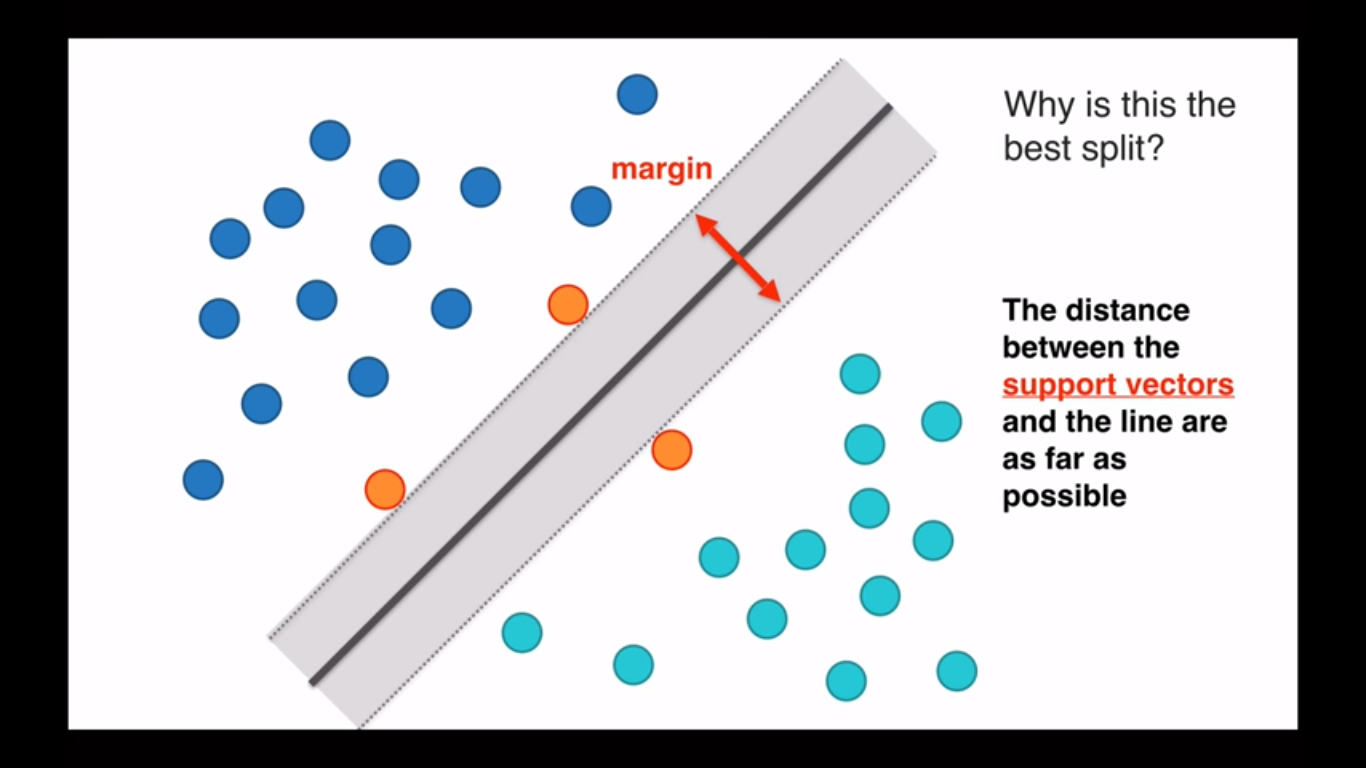 Why is this the
best split?
margin
The distance
between the
support vectors
and the line are
as far as
possible